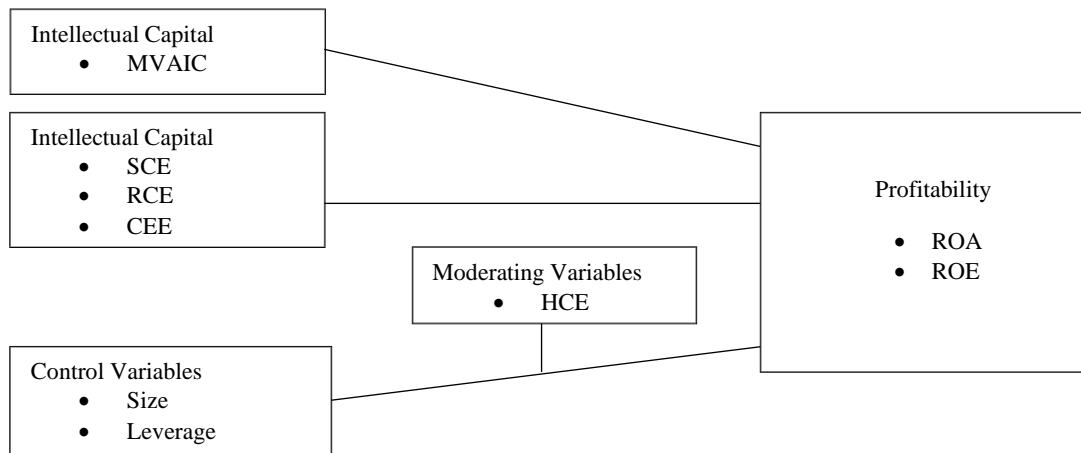 Intellectual Capital
• MVAIC
Intellectual Capital
• SCE
• RCE
• CEE
Profitability
• ROA
• ROE
Moderating Variables
• HCE
Control Variables
• Size
• Leverage